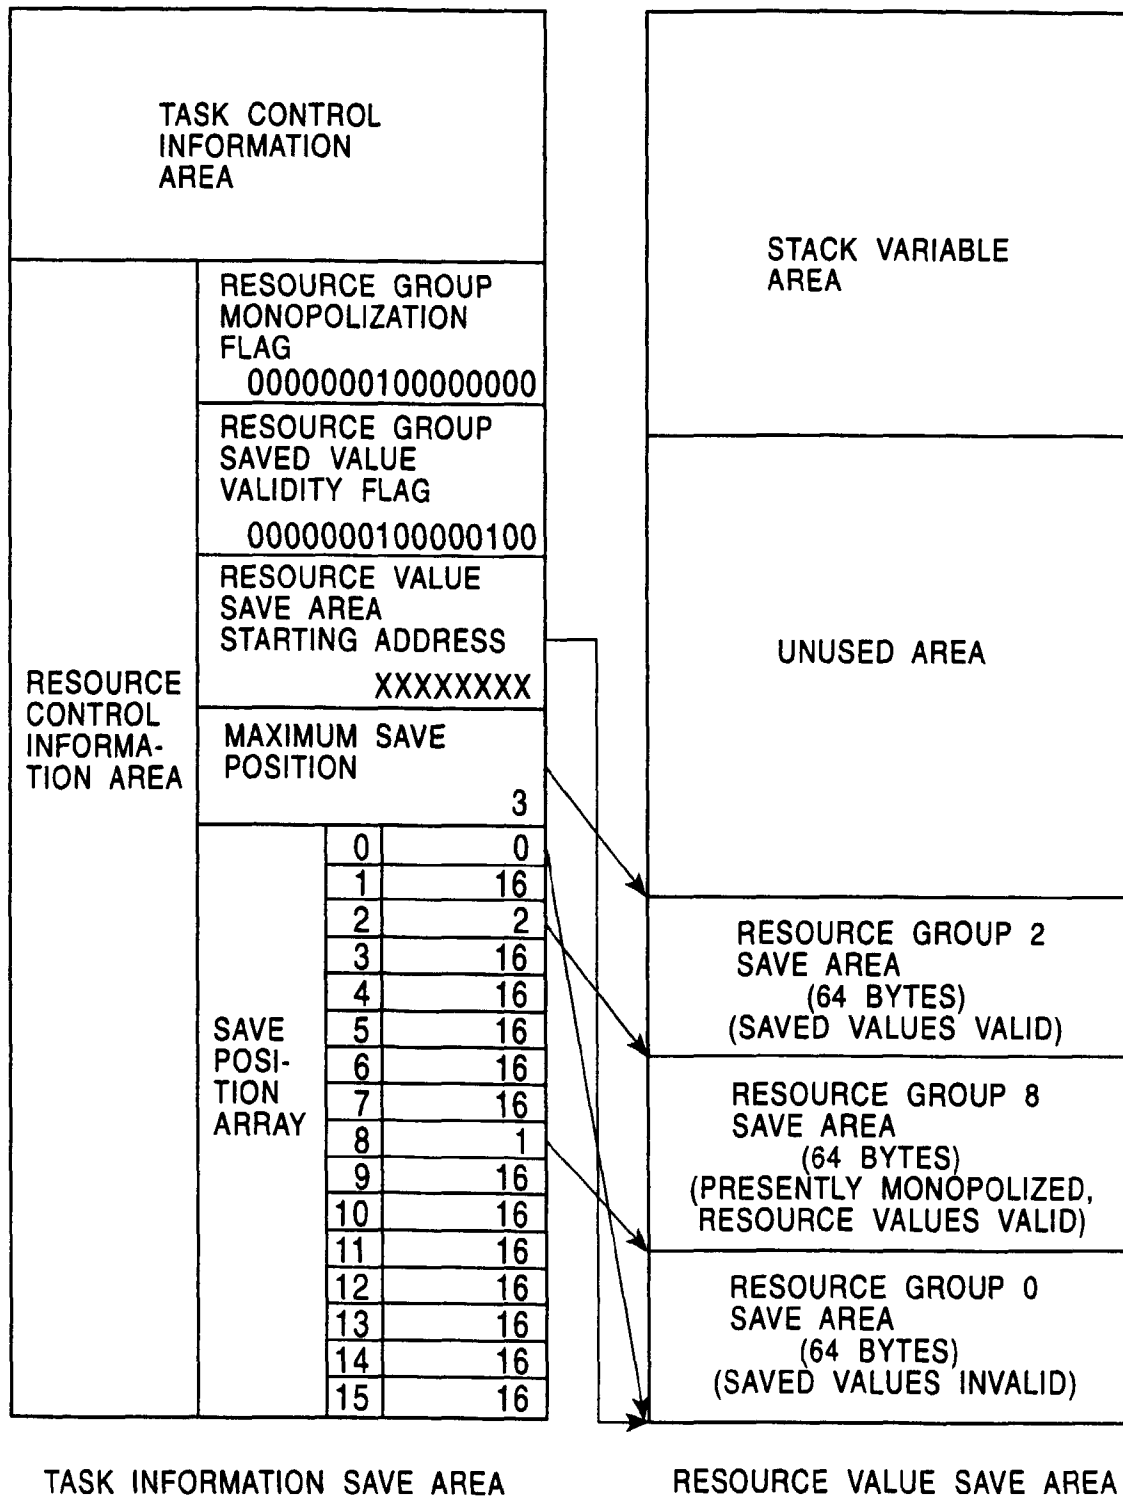 TASK CONTROL
INFORMATION
AREA
RESOURCE
CONTROL
INFORMA-
TION AREA
RESOURCE GROUP
MONOPOLIZATION
FLAG
0000000100000000
RESOURCE GROUP
SAVED VALUE
VALIDITY FLAG
0000000100000100
RESOURCE VALUE
SAVE AREA
STARTING ADDRESS
XXXXXXXX
MAXIMUM SAVE
POSITION
3
SAVE
POSI-
TION
ARRAY
0 0
1 16
2 2
3 16
4 16
5 16
6 16
7 16
8 1
9 16
10 16
11 16
12 16
13 16
14 16
15 16
TASK INFORMATION SAVE AREA
STACK VARIABLE
AREA
UNUSED AREA
RESOURCE GROUP 2
SAVE AREA
(64 BYTES)
(SAVED VALUES VALID)
RESOURCE GROUP 8
SAVE AREA
(64 BYTES)
(PRESENTLY MONOPOLIZED,
RESOURCE VALUES VALID)
RESOURCE GROUP 0
SAVE AREA
(64 BYTES)
(SAVED VALUES INVALID)
RESOURCE VALUE SAVE AREA